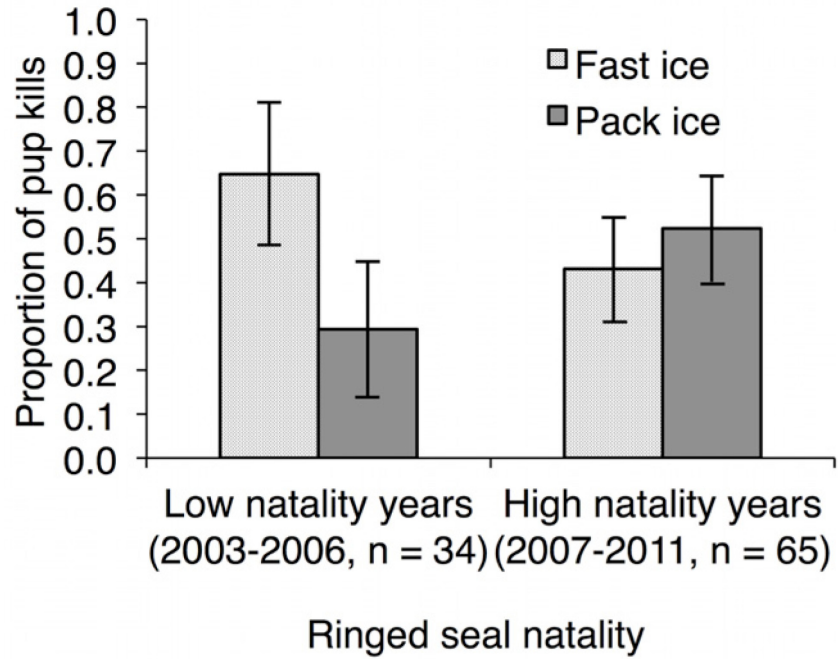 Proportion of pup kills
1.0
0.9
0.8
0.7
0.6
0.5
0.4
0.3
0.2
0.1
0.0
Fast ice
Pack ice
Low natality years
(2003-2006, n = 34)
High natality years
(2007-2011, n = 65)
Ringed seal natality